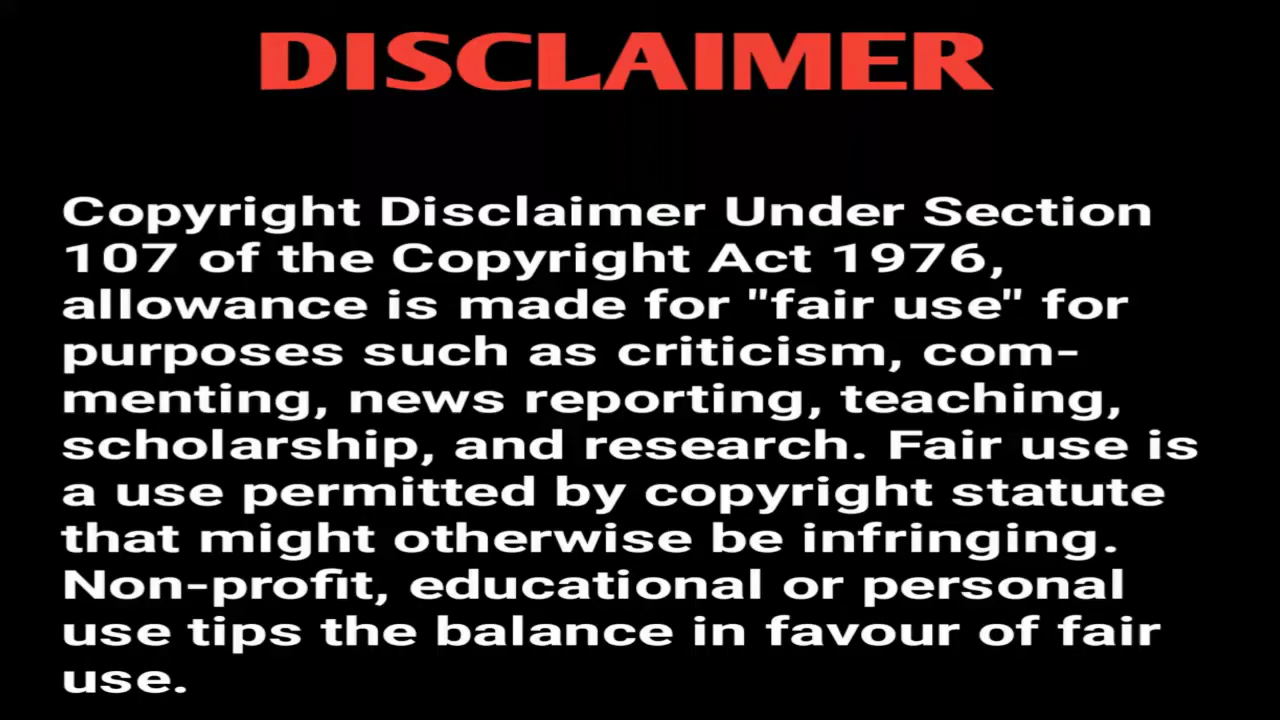 DISCLAIMER
Copyright Disclaimer Under Section
107 of the Copyright Act 1976,
allowance is made for "fair use" for
purposes such as criticism, com-
menting, news reporting, teaching,
scholarship, and research. Fair use is
a use permitted by copyright statute
that might otherwise be infringing.
Non-profit, educational or personal
use tips the balance in favour of fair
use.